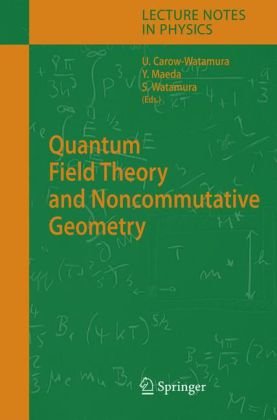 LECTURE NOTES
IN PHYSICS
U. Carow-Watamura
Y. Maeda
S. Watamura
(Eds.)
Quantum
Field Theory
and Noncommutative
Geometry
Springer